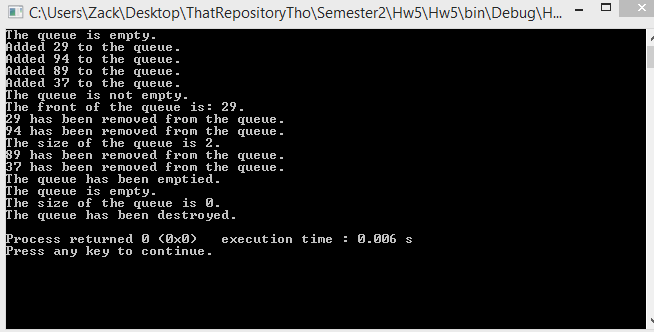 C:\Users\Zack\Desktop\ThatRepositoryTho\Semester2\Hw5\Hw5\bin\Debug\H...
The queue is empty.
Added 29 to the queue.
Added 94 to the queue.
Added 89 to the queue.
Added 37 to the queue.
The queue is not empty.
The front of the queue is: 29.
29 has been removed from the queue.
94 has been removed from the queue.
The size of the queue is 2.
89 has been removed from the queue.
37 has been removed from the queue.
The queue has been emptied.
The queue is empty.
The size of the queue is 0.
The queue has been destroyed.
Process returned 0 (0x0)   execution time : 0.006 s
Press any key to continue.